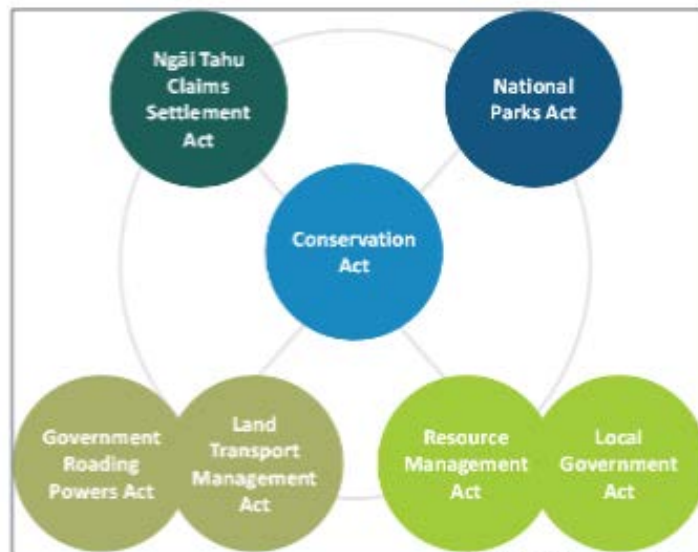 Ngāi Tahu
Claims
Settlement
Act
National
Parks Act
Conservation
Act
Government
Roading
Powers Act
Land
Transport
Management
Act
Resource
Management
Act
Local
Government
Act